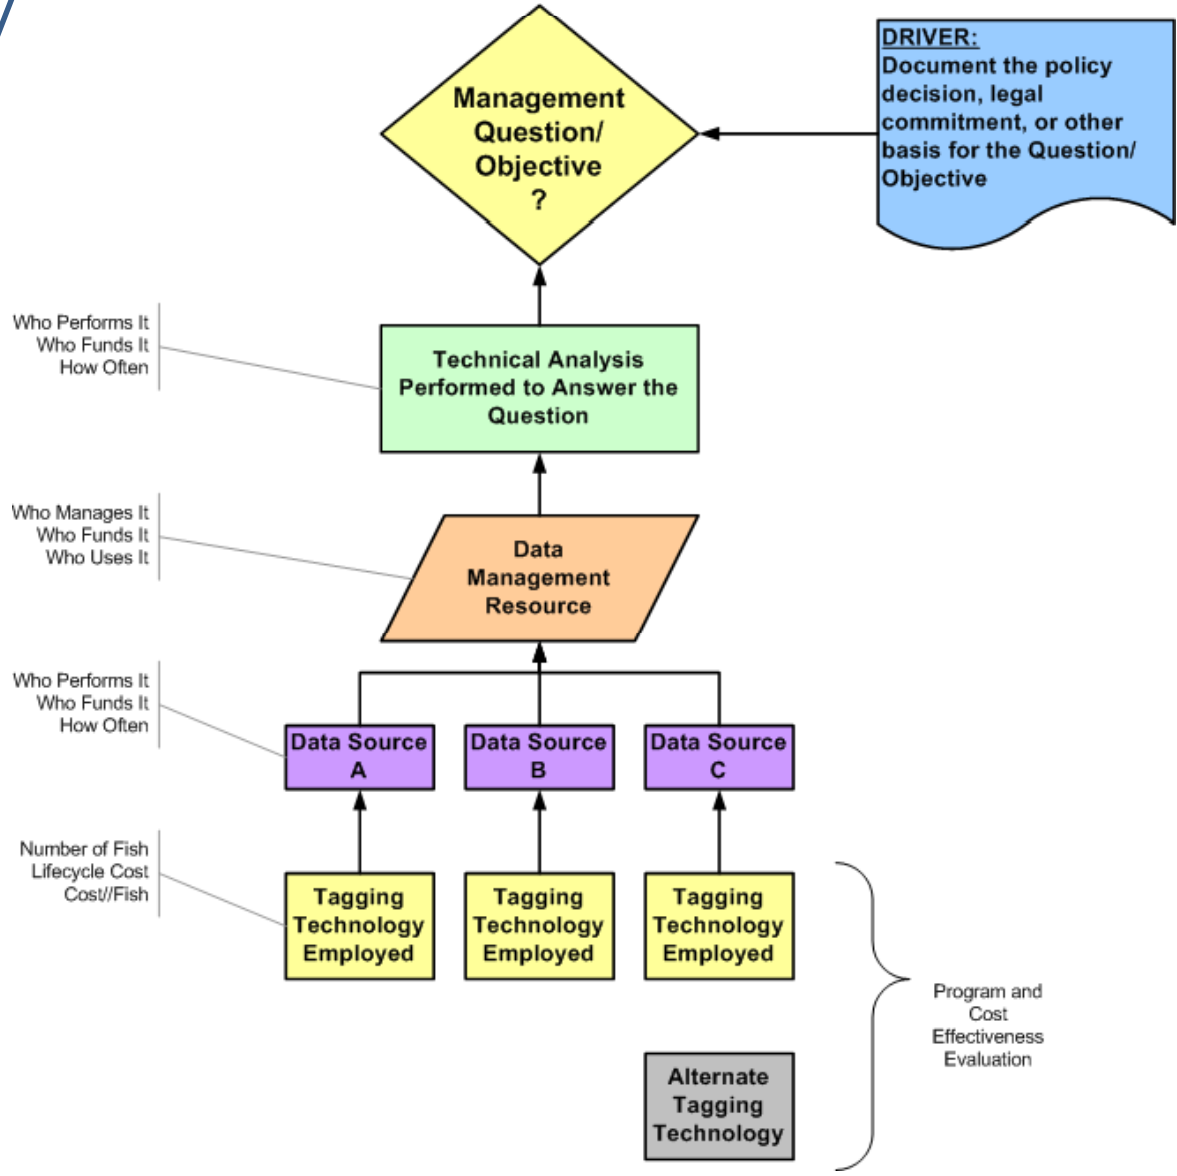 Management
Question/
Objective
?
DRIVER:
Document the policy
decision, legal
commitment, or other
basis for the Question/
Objective
Who Performs It
Who Funds It
How Often
Technical Analysis
Performed to Answer the
Question
Who Manages It
Who Funds It
Who Uses It
Data
Management
Resource
Who Performs It
Who Funds It
How Often
Data Source
A
Data Source
B
Data Source
C
Number of Fish
Lifecycle Cost
Cost//Fish
Tagging
Technology
Employed
Tagging
Technology
Employed
Tagging
Technology
Employed
Program and
Cost
Effectiveness
Evaluation
Alternate
Tagging
Technology